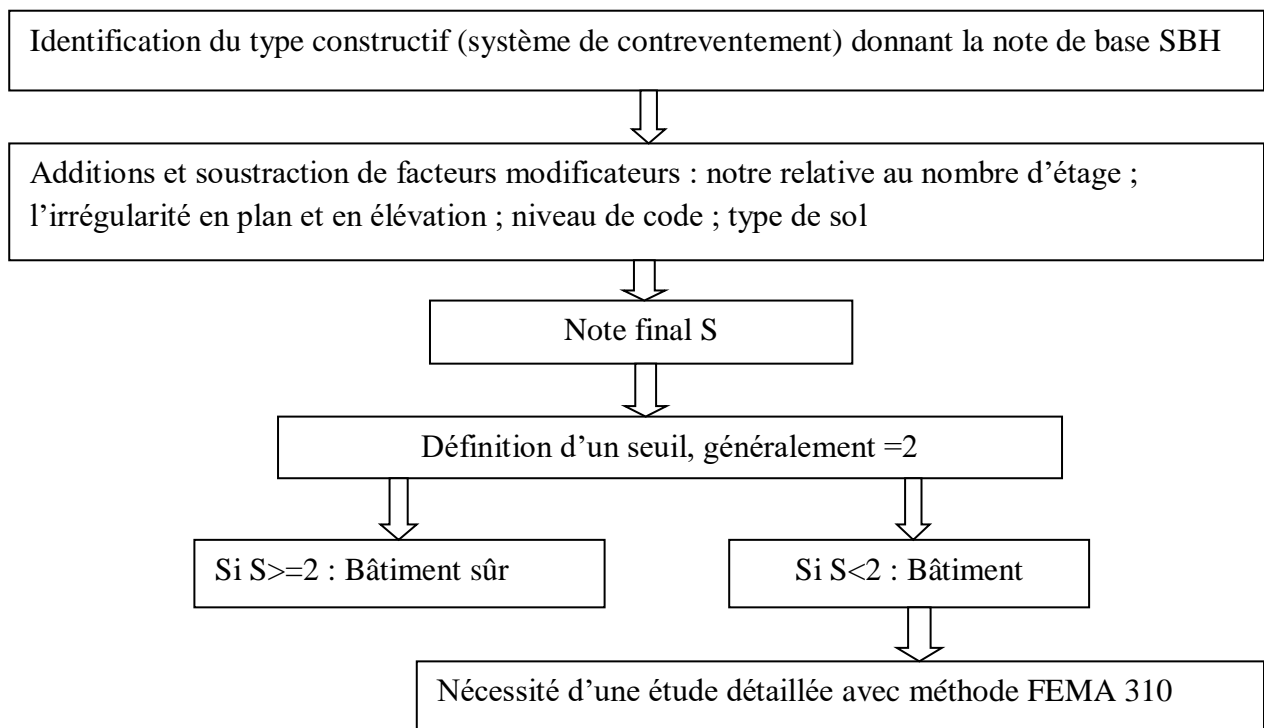 Identification du type constructif (système de contreventement) donnant la note de base SBH
Additions et soustraction de facteurs modificateurs : notre relative au nombre d’étage ;
l’irrégularité en plan et en élévation ; niveau de code ; type de sol
Note final S
Définition d’un seuil, généralement =2
Si S>=2 : Bâtiment sûr
Si S<2 : Bâtiment
Nécessité d’une étude détaillée avec méthode FEMA 310